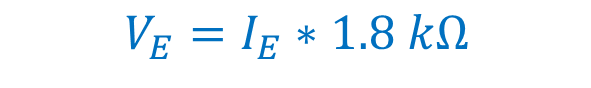 V_E = I_E * 1.8 kΩ